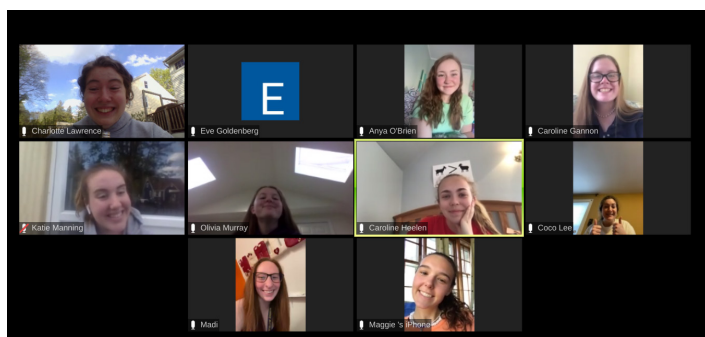 Charlotte Lawrence
E
Eve Goldenberg
Anya O'Brien
Caroline Gannon
Katie Manning
Olivia Murray
>
Caroline Heelen
Coco Lee
Madi
Maggie 's iPhone